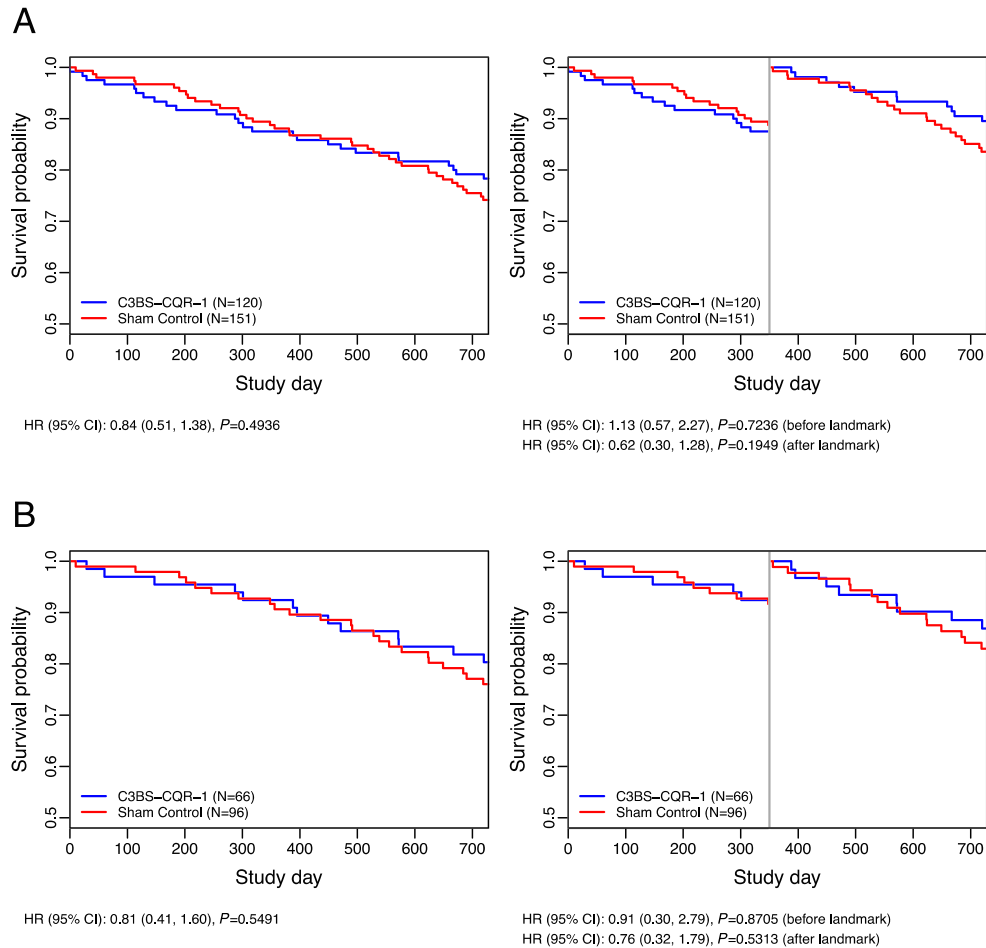 A
Survival probability
1.0
0.9
0.8
0.7
0.6
0.5
C3BS−CQR−1 (N=120)
Sham Control (N=151)
0 100 200 300 400 500 600 700
Study day
HR (95% CI): 0.84 (0.51, 1.38), P=0.4936
Survival probability
1.0
0.9
0.8
0.7
0.6
0.5
C3BS−CQR−1 (N=120)
Sham Control (N=151)
0 100 200 300 400 500 600 700
Study day
HR (95% CI): 1.13 (0.57, 2.27), P=0.7236 (before landmark)
HR (95% CI): 0.62 (0.30, 1.28), P=0.1949 (after landmark)
B
Survival probability
1.0
0.9
0.8
0.7
0.6
0.5
C3BS−CQR−1 (N=66)
Sham Control (N=96)
0 100 200 300 400 500 600 700
Study day
HR (95% CI): 0.81 (0.41, 1.60), P=0.5491
Survival probability
1.0
0.9
0.8
0.7
0.6
0.5
C3BS−CQR−1 (N=66)
Sham Control (N=96)
0 100 200 300 400 500 600 700
Study day
HR (95% CI): 0.91 (0.30, 2.79), P=0.8705 (before landmark)
HR (95% CI): 0.76 (0.32, 1.79), P=0.5313 (after landmark)